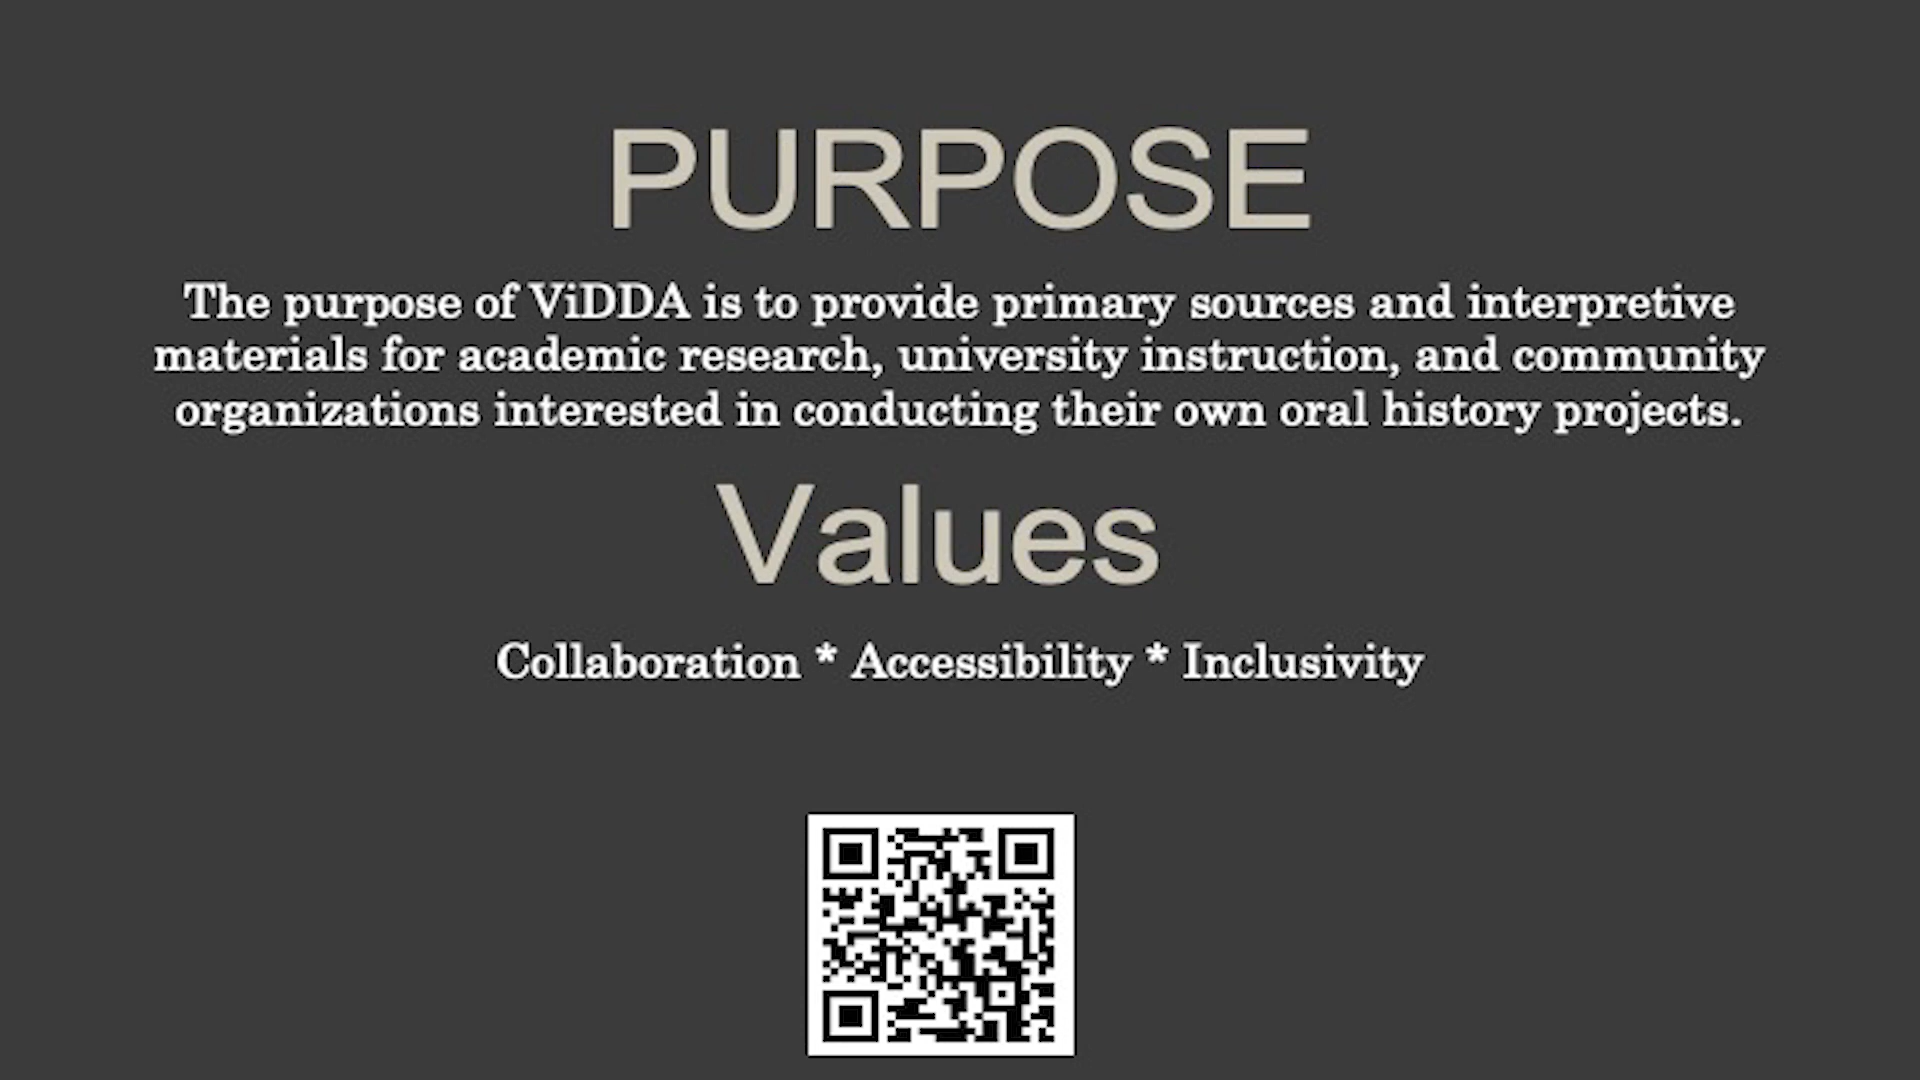 PURPOSE
The purpose of ViDDA is to provide primary sources and interpretive
materials for academic research, university instruction, and community
organizations interested in conducting their own oral history projects.
Values
Collaboration * Accessibility * Inclusivity